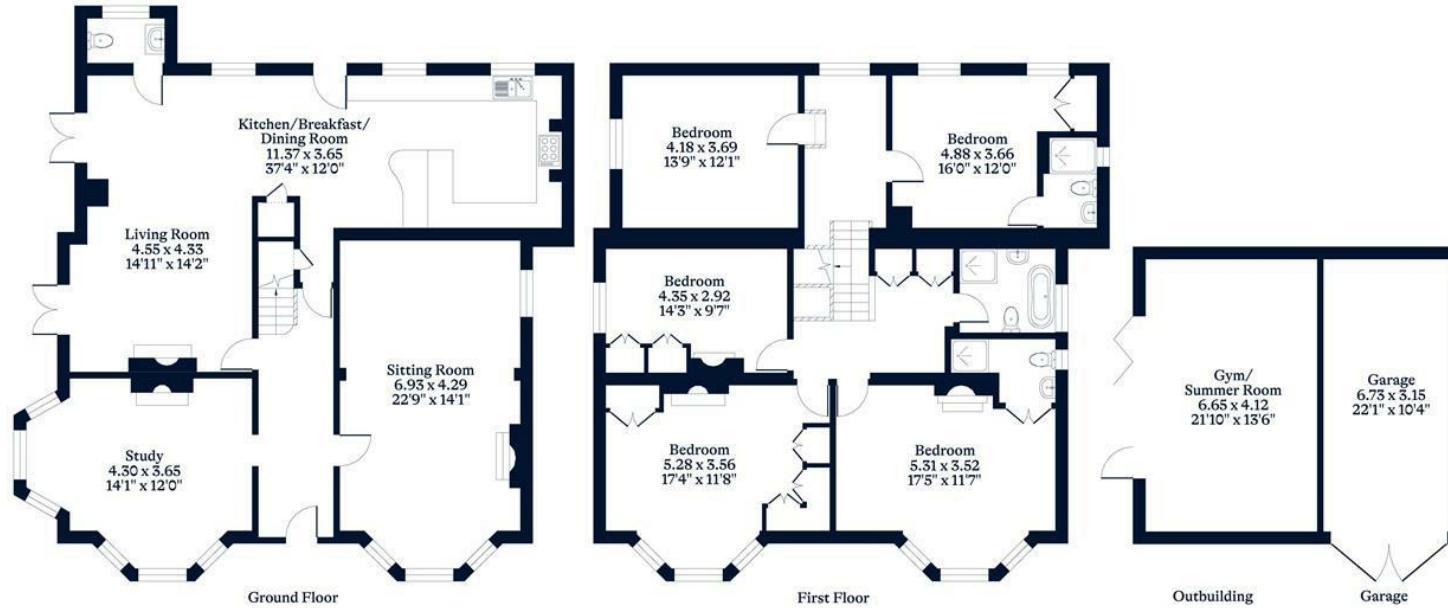 Kitchen/Breakfast/
Dining Room
11.37 x 3.65
37'4" x 12'0"
Living Room
4.55 x 4.33
14'11" x 14'2"
Sitting Room
6.93 x 4.29
22'9" x 14'1"
Study
4.30 x 3.65
14'1" x 12'0"
Ground Floor
Bedroom
4.18 x 3.69
13'9" x 12'1"
Bedroom
4.88 x 3.66
16'0" x 12'0"
Bedroom
4.35 x 2.92
14'3" x 9'7"
Bedroom
5.28 x 3.56
17'4" x 11'8"
Bedroom
5.31 x 3.52
17'5" x 11'7"
First Floor
Gym/
Summer Room
6.65 x 4.12
21'10" x 13'6"
Outbuilding
Garage
6.73 x 3.15
22'1" x 10'4"
Garage